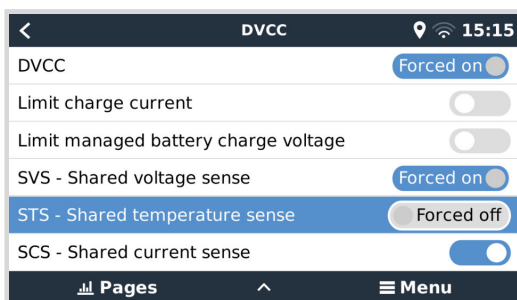 DVCC 15:15
DVCC Forced on
Limit charge current
Limit managed battery charge voltage
SVS - Shared voltage sense Forced on
STS - Shared temperature sense Forced off
SCS - Shared current sense
Pages Menu